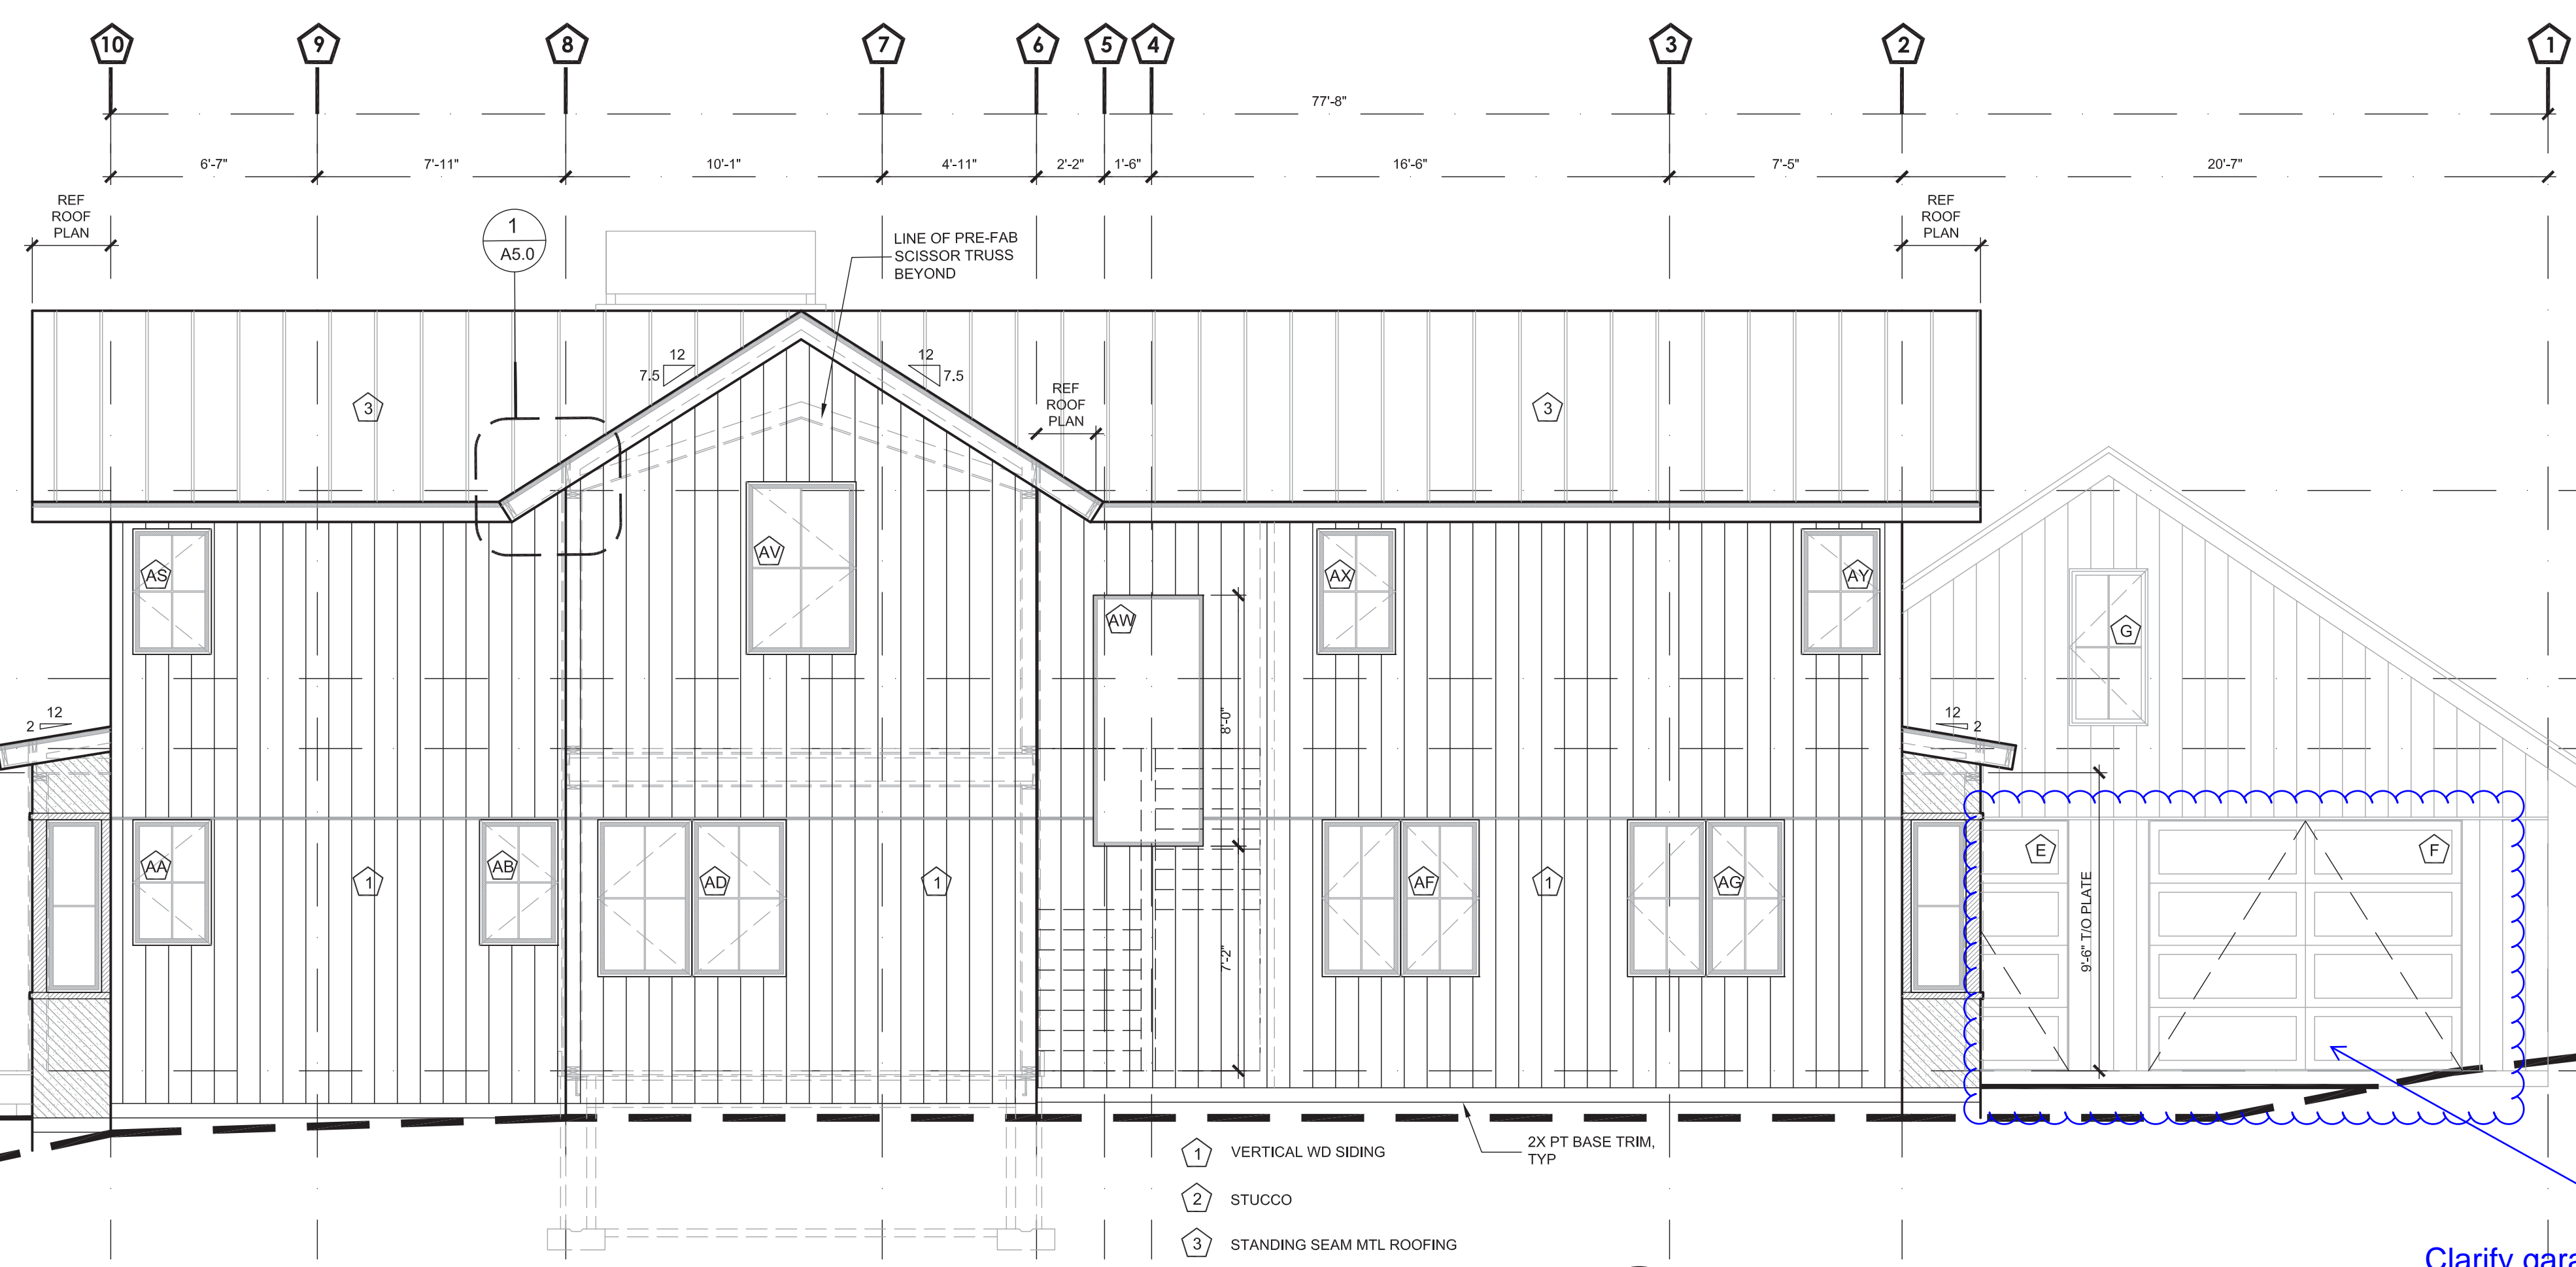 10
9
8
7
6
5
4
3
2
1
77'-8"
6'-7"
7'-11"
10'-1"
4'-11"
2'-2"
1'-6"
16'-6"
7'-5"
20'-7"
REF
ROOF
PLAN
1
A5.0
LINE OF PRE-FAB
SCISSOR TRUSS
BEYOND
REF
ROOF
PLAN
12
7.5
12
7.5
REF
ROOF
PLAN
3
3
AS
AV
AW
AX
AY
G
12
2
8'-0"
12
2
AA
1
AB
AD
1
AF
1
AG
E
F
7'-2"
9'-6" T/O PLATE
2X PT BASE TRIM,
TYP
1 VERTICAL WD SIDING
2 STUCCO
3 STANDING SEAM MTL ROOFING
Clarify